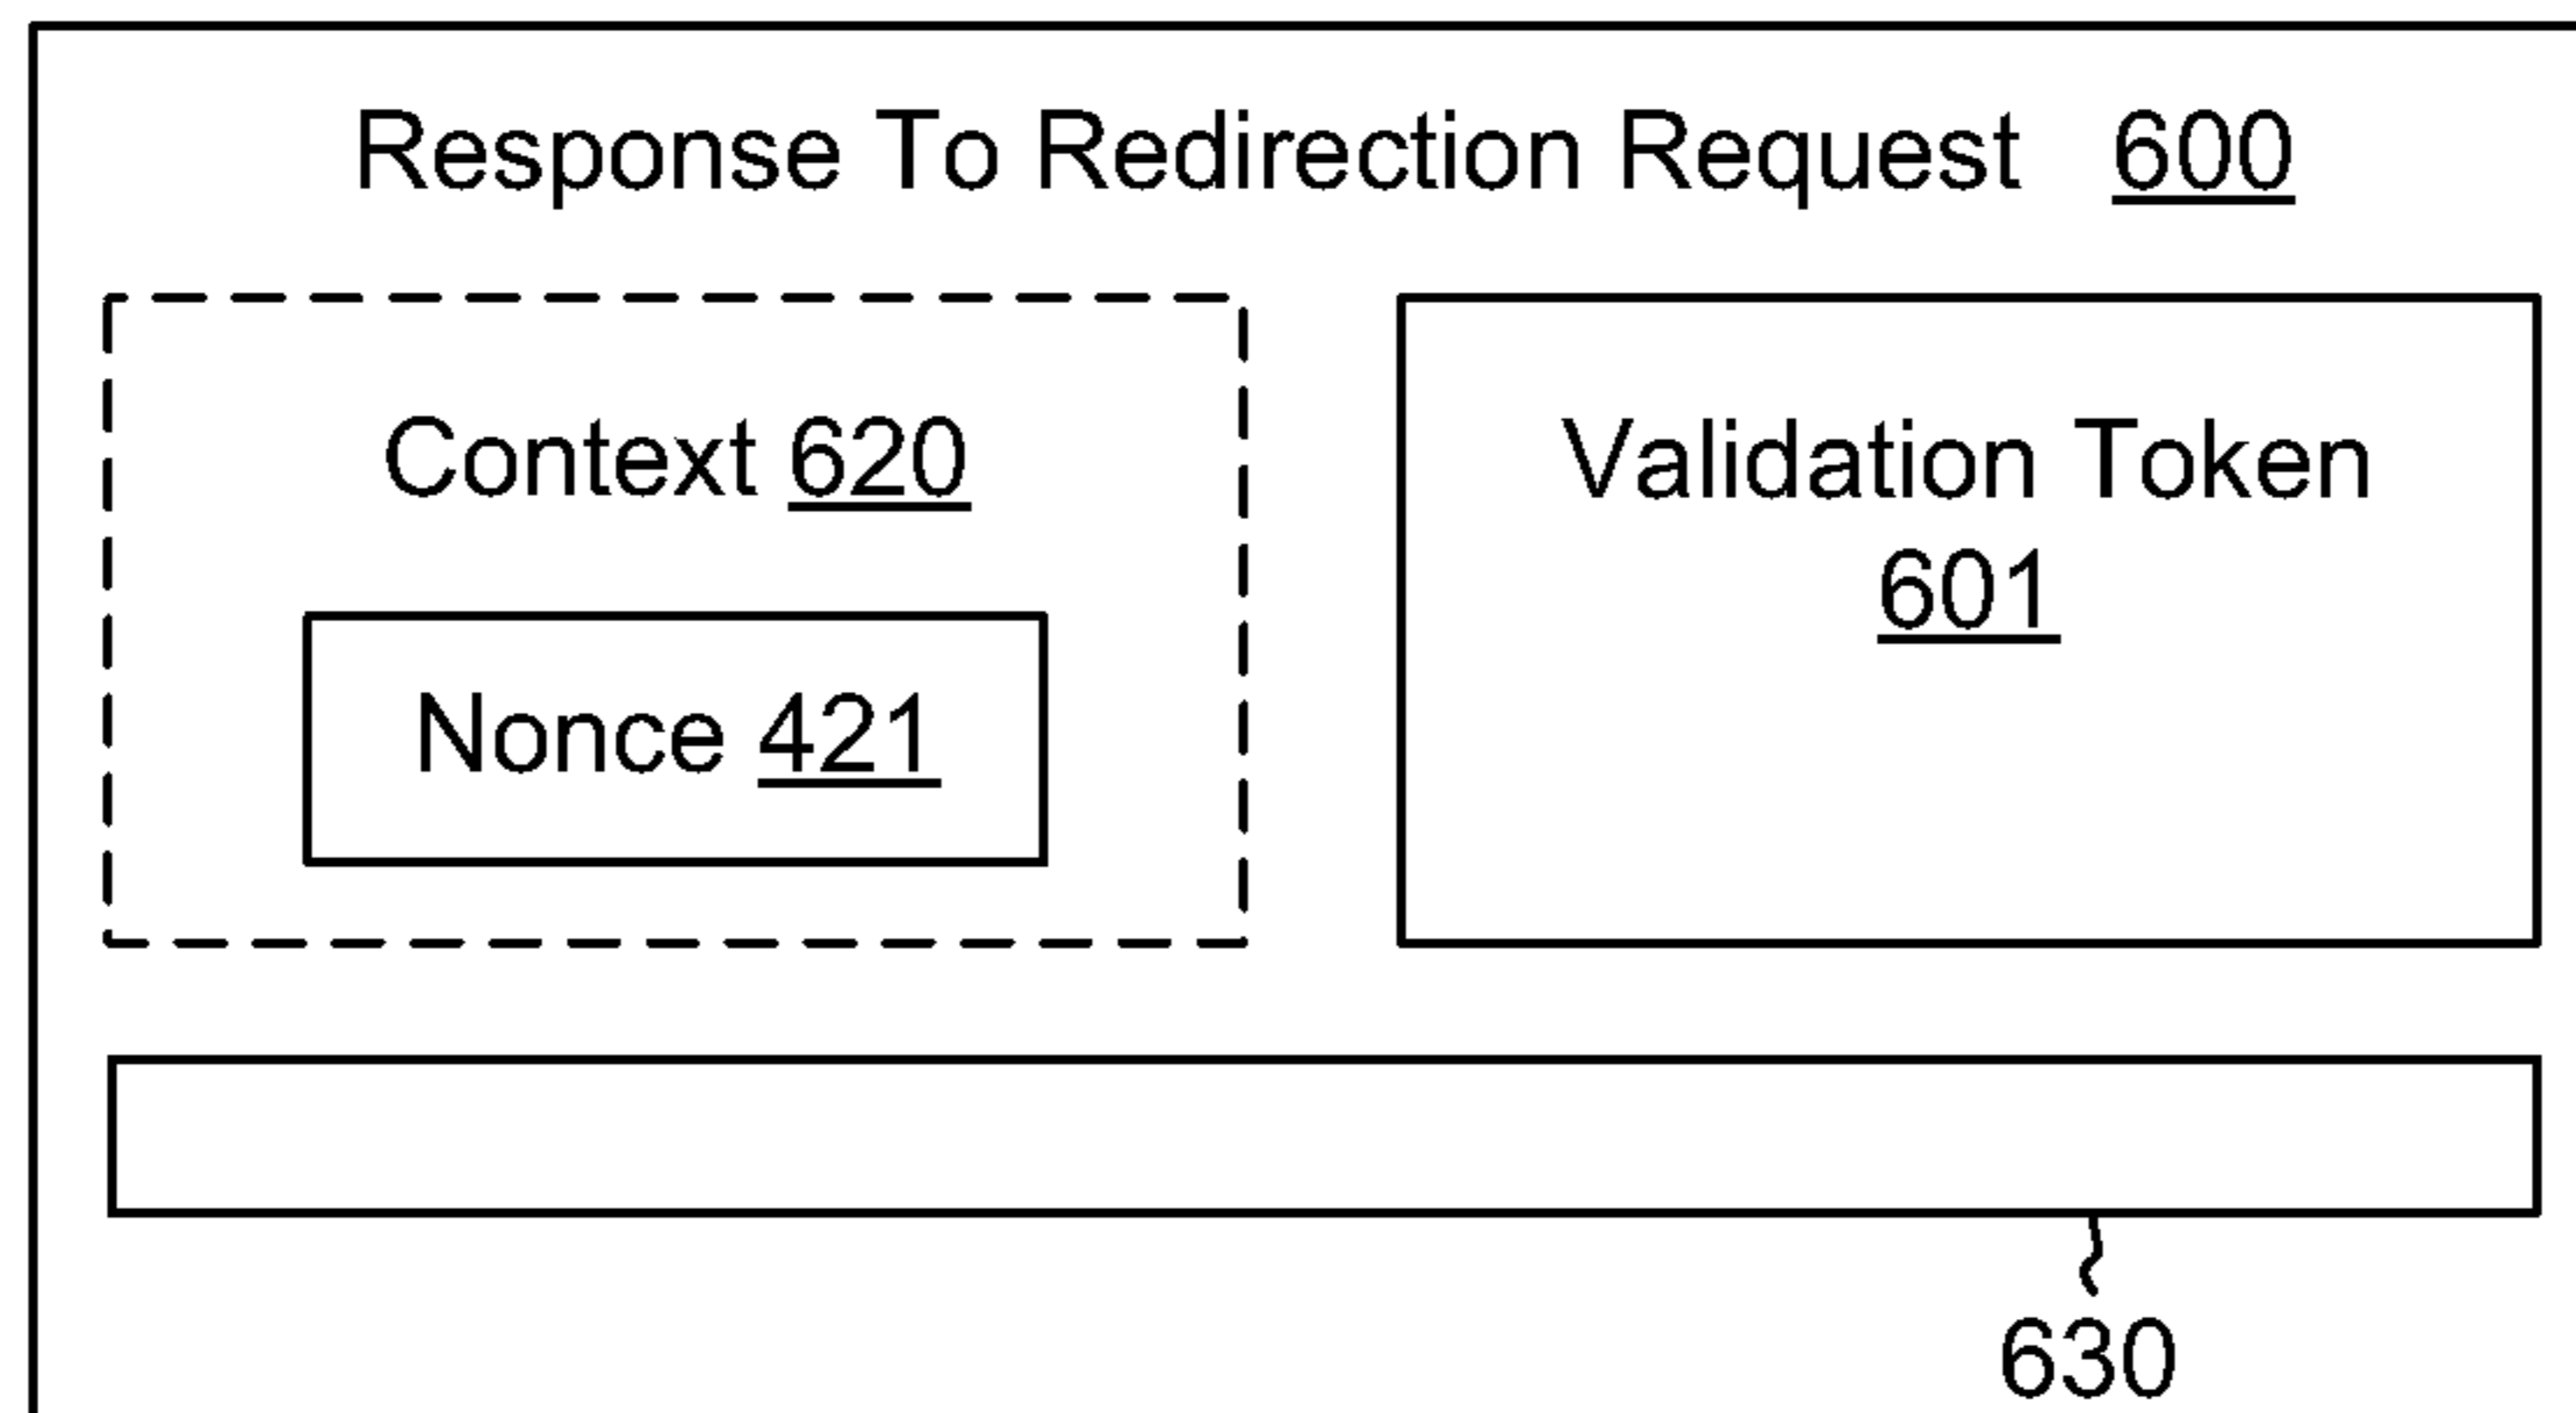 Response To Redirection Request 600
Context 620
Nonce 421
Validation Token
601
630